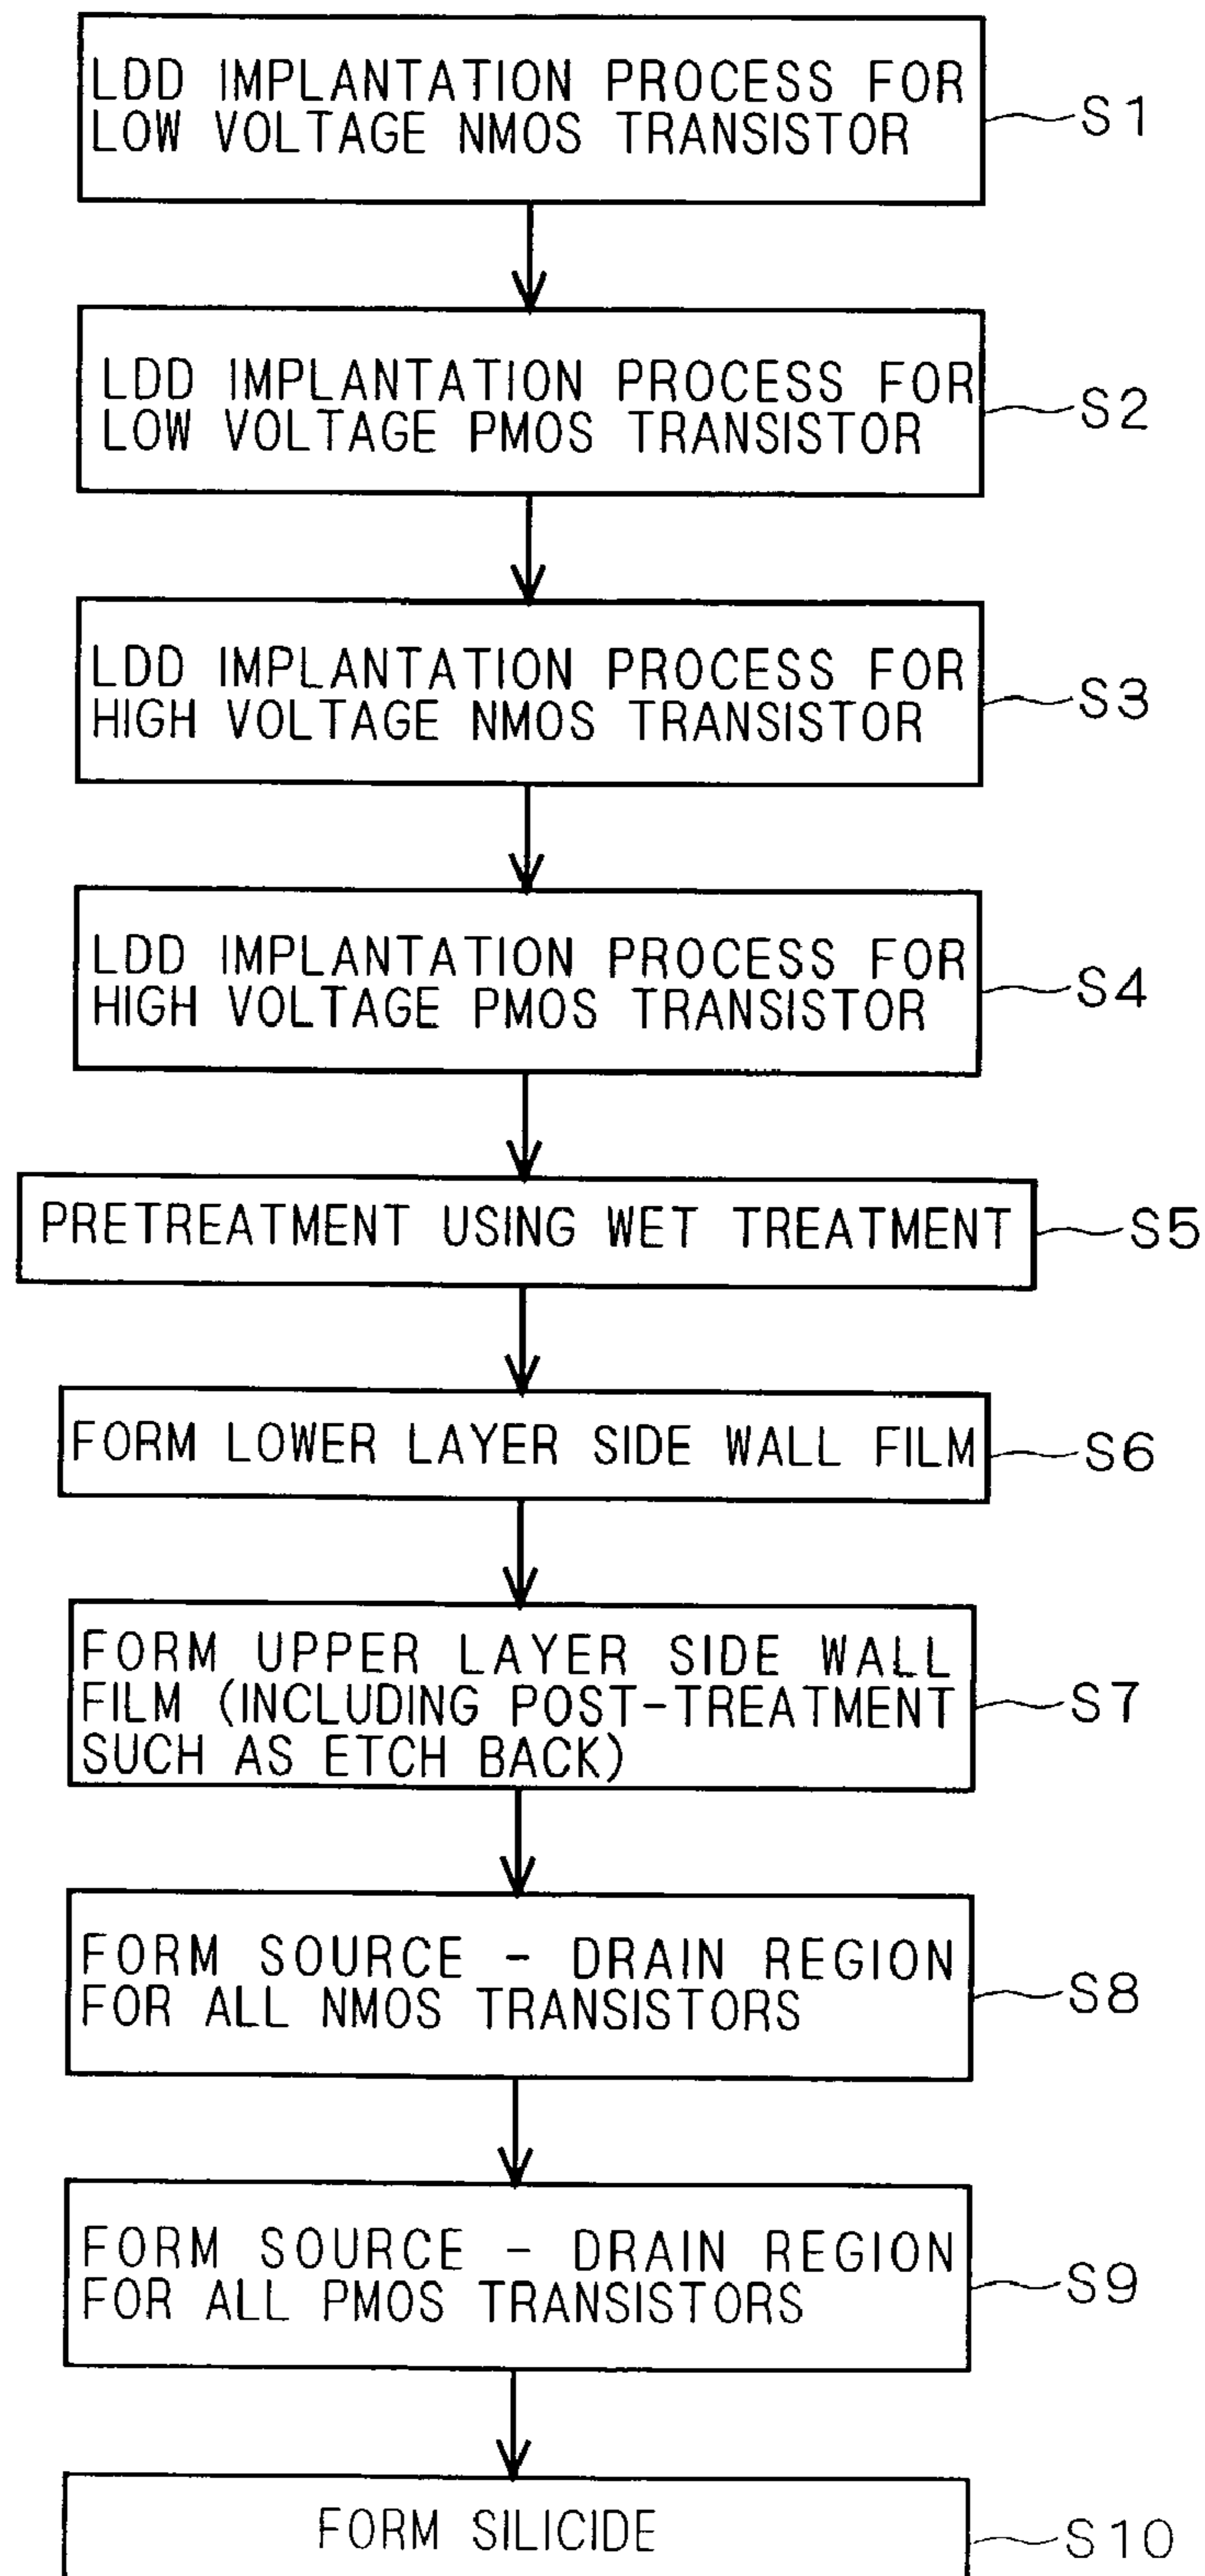 LDD IMPLANTATION PROCESS FOR
LOW VOLTAGE NMOS TRANSISTOR
S1
LDD IMPLANTATION PROCESS FOR
LOW VOLTAGE PMOS TRANSISTOR
S2
LDD IMPLANTATION PROCESS FOR
HIGH VOLTAGE NMOS TRANSISTOR
S3
LDD IMPLANTATION PROCESS FOR
HIGH VOLTAGE PMOS TRANSISTOR
S4
PRETREATMENT USING WET TREATMENT
S5
FORM LOWER LAYER SIDE WALL FILM
S6
FORM UPPER LAYER SIDE WALL
FILM (INCLUDING POST-TREATMENT
SUCH AS ETCH BACK)
S7
FORM SOURCE - DRAIN REGION
FOR ALL NMOS TRANSISTORS
S8
FORM SOURCE - DRAIN REGION
FOR ALL PMOS TRANSISTORS
S9
FORM SILICIDE
S10